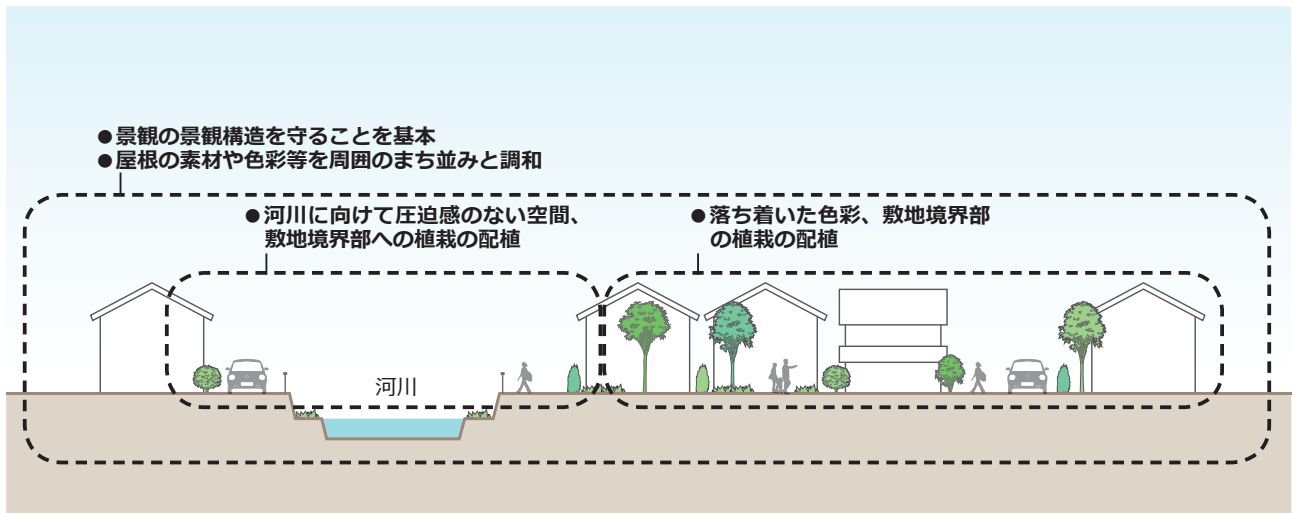 ●景観の景観構造を守ることを基本
●屋根の素材や色彩等を周囲のまち並みと調和
●河川に向けて圧迫感のない空間、
敷地境界部への植栽の配植
●落ち着いた色彩、敷地境界部
の植栽の配植
河川